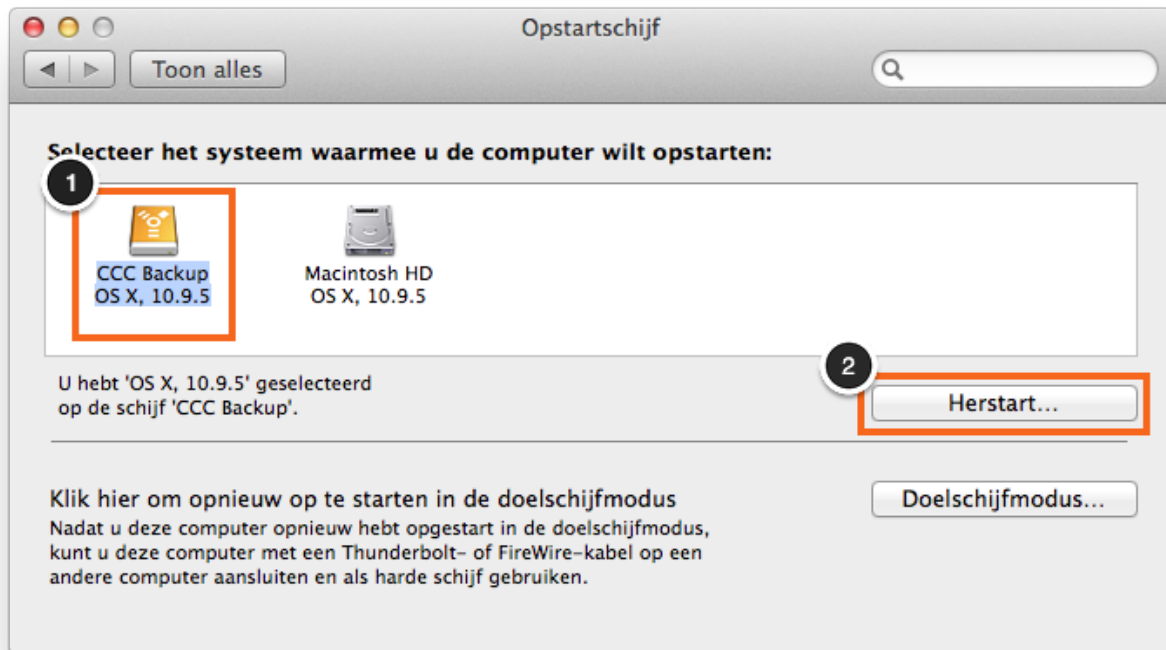 Opstartschijf
Toon alles
Selecteer het systeem waarmee u de computer wilt opstarten:
1
CCC Backup
OS X, 10.9.5
Macintosh HD
OS X, 10.9.5
2
U hebt 'OS X, 10.9.5' geselecteerd
op de schijf 'CCC Backup'.
Herstart...
Klik hier om opnieuw op te starten in de doelschijfmodus
Nadat u deze computer opnieuw hebt opgestart in de doelschijfmodus,
kunt u deze computer met een Thunderbolt- of FireWire-kabel op een
andere computer aansluiten en als harde schijf gebruiken.
Doelschijfmodus...